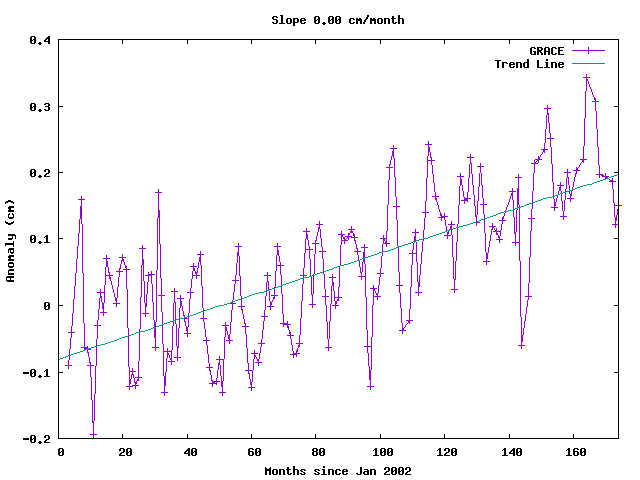 Slope 0.00 cm/month
0.4
GRACE
Trend Line
0.3
0.2
0.1
0
-0.1
-0.2
Anomaly (cm)
0 20 40 60 80 100 120 140 160
Months since Jan 2002